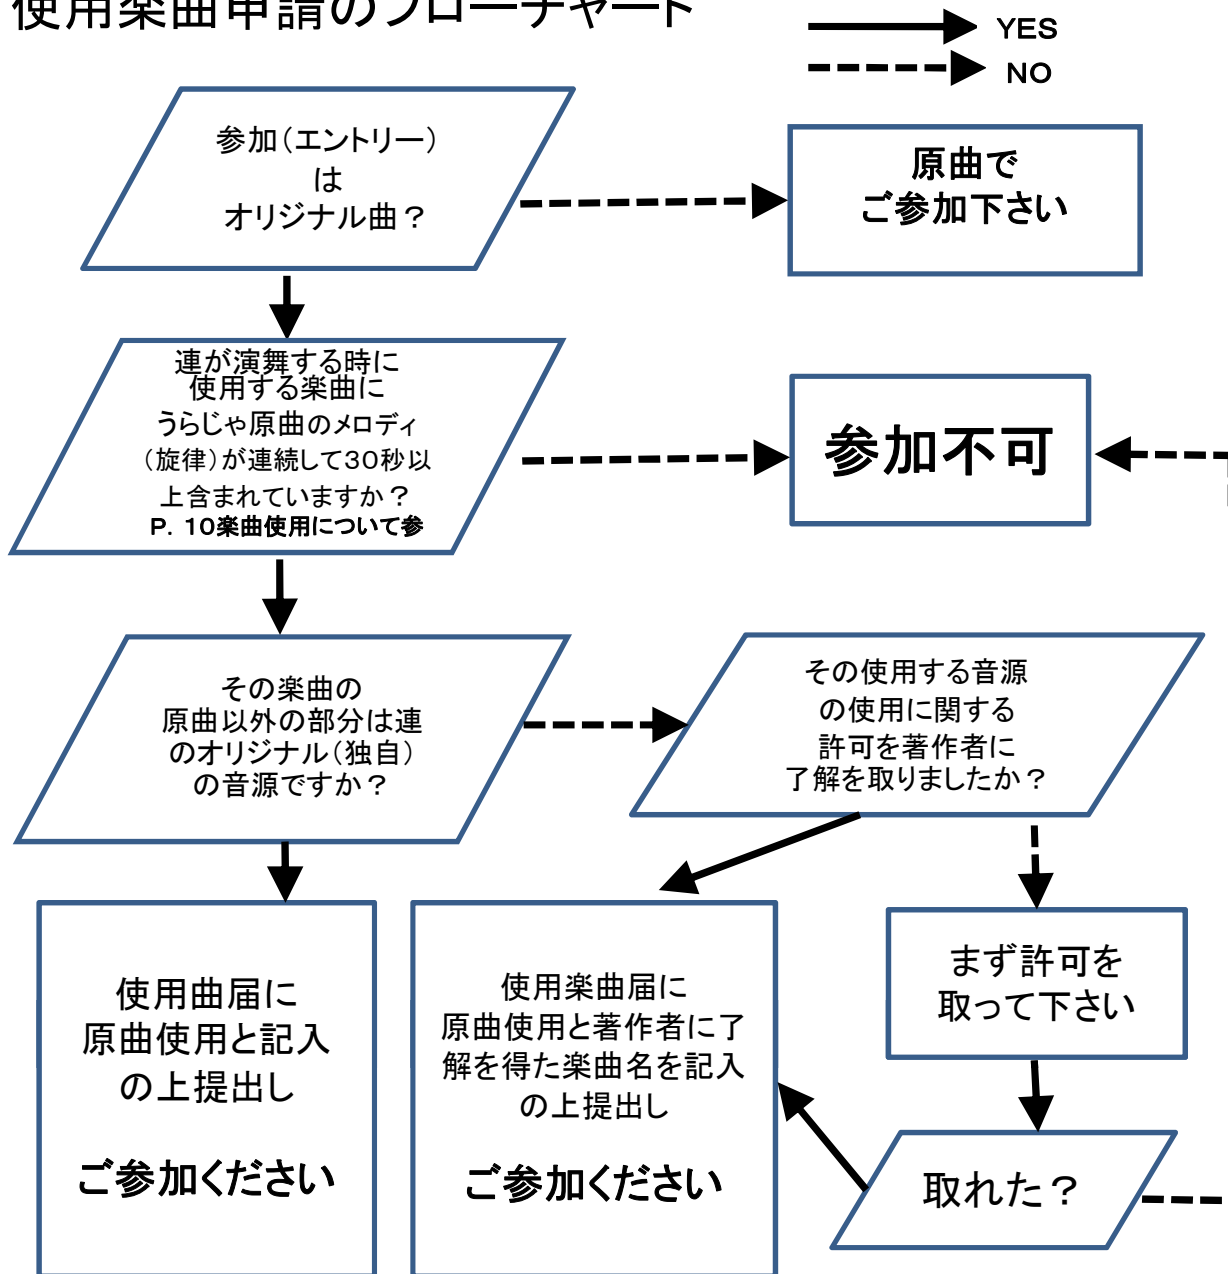 使用楽曲申請のフローチャート
YES
NO
参加(エントリー)
は
オリジナル曲？
原曲で
ご参加下さい
連が演舞する時に
使用する楽曲に
うらじゃ原曲のメロディ
(旋律)が連続して30秒以
上含まれていますか？
P. 10楽曲使用について参
参加不可
その楽曲の
原曲以外の部分は連
のオリジナル(独自)
の音源ですか？
その使用する音源
の使用に関する
許可を著作者に
了解を取りましたか？
使用曲届に
原曲使用と記入
の上提出し
ご参加ください
使用楽曲届に
原曲使用と著作者に了
解を得た楽曲名を記入
の上提出し
ご参加ください
まず許可を
取って下さい
取れた？